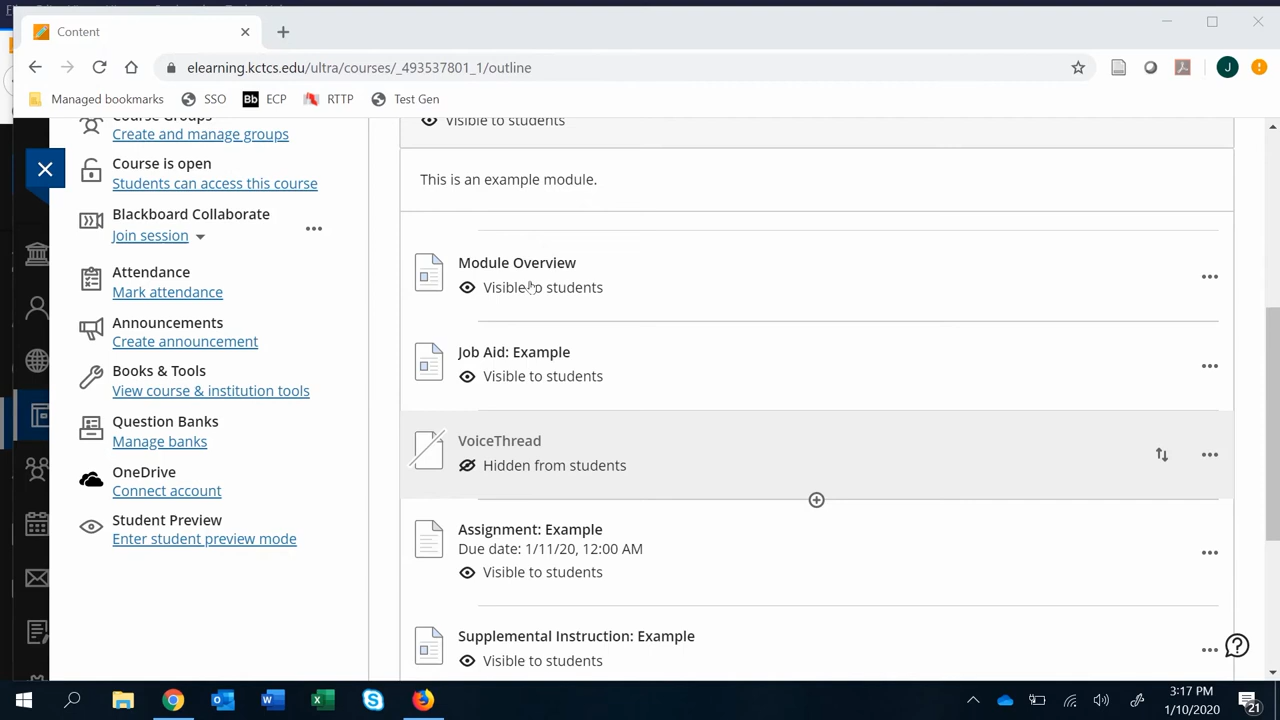 Content
elearning.kctcs.edu/ultra/courses/_493537801_1/outline
J
Managed bookmarks
SSO
Bb ECP
RTTP
Test Gen
Course Groups
Create and manage groups
Course is open
Students can access this course
Blackboard Collaborate
Join session
Attendance
Mark attendance
Announcements
Create announcement
Books & Tools
View course & institution tools
Question Banks
Manage banks
OneDrive
Connect account
Student Preview
Enter student preview mode
Visible to students
This is an example module.
Module Overview
Visible to students
Job Aid: Example
Visible to students
VoiceThread
Hidden from students
Assignment: Example
Due date: 1/11/20, 12:00 AM
Visible to students
Supplemental Instruction: Example
Visible to students
3:17 PM
1/10/2020
21